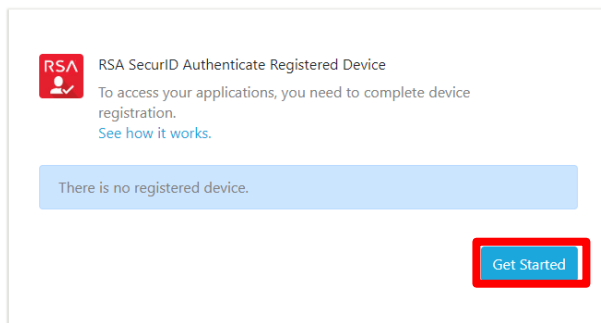 RSA
RSA SecurID Authenticate Registered Device
To access your applications, you need to complete device
registration.
See how it works.
There is no registered device.
Get Started